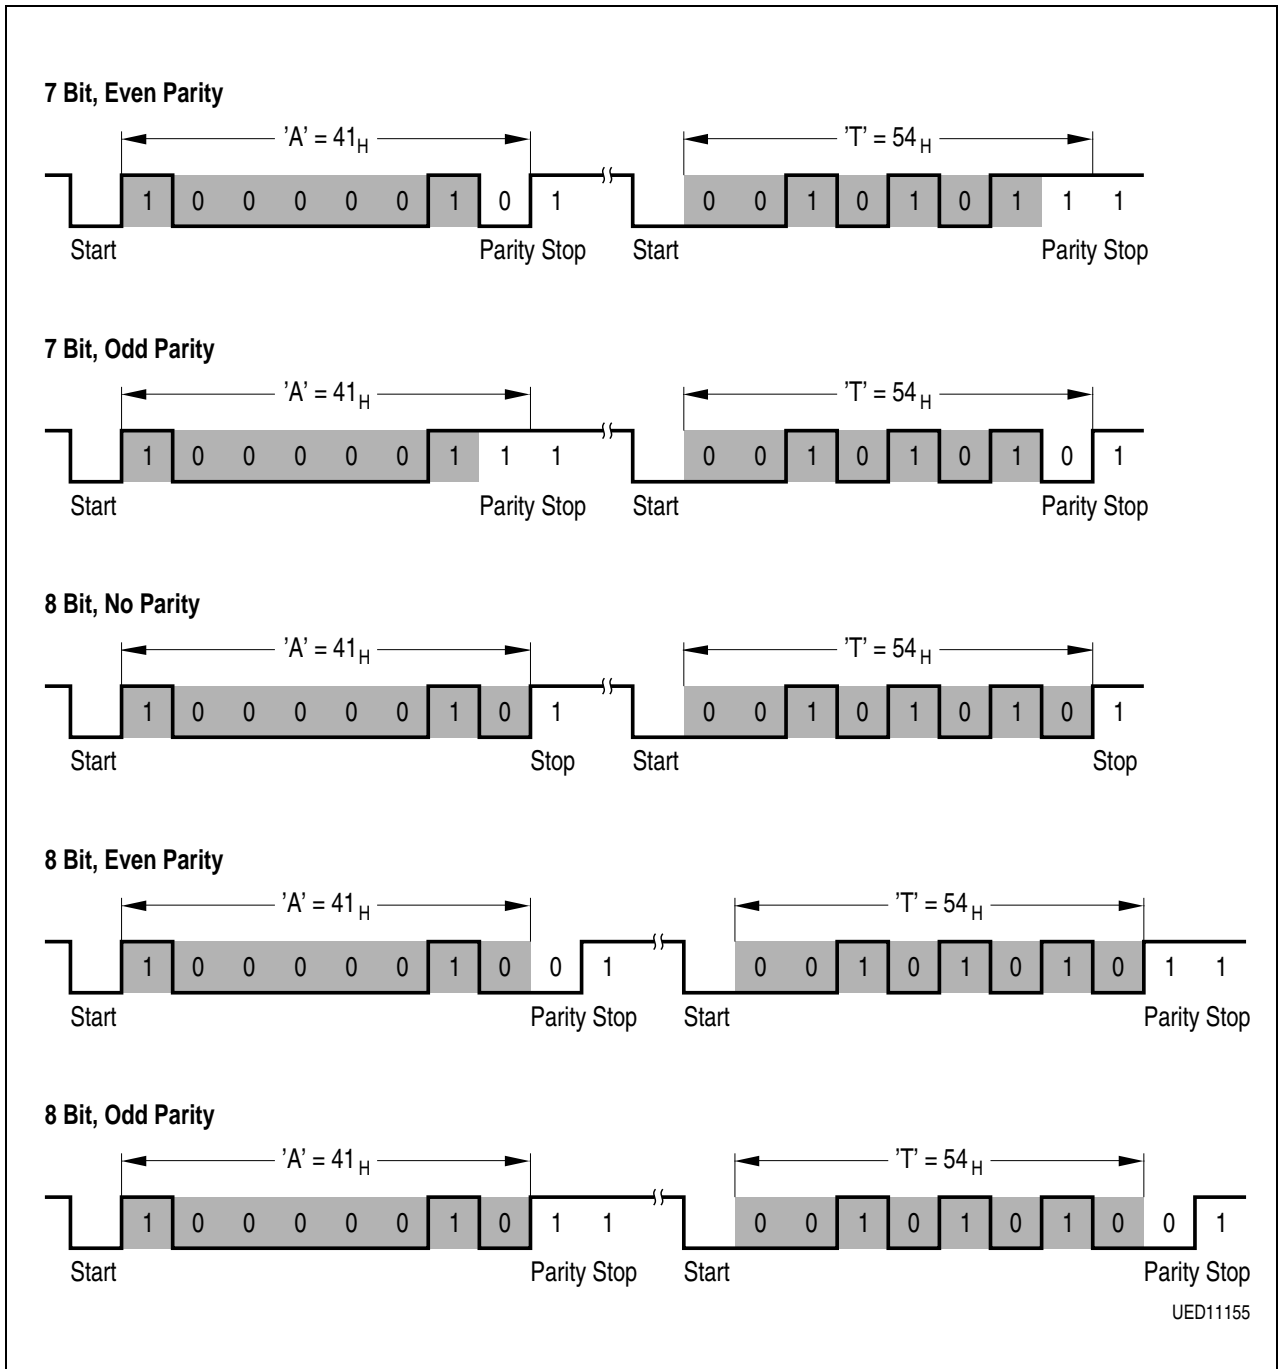 7 Bit, Even Parity
'A' = 41H 'T' = 54H
1 0 0 0 0 0 1 0 1 0 0 1 0 1 0 1 1 1
Start Parity Stop Start Parity Stop
7 Bit, Odd Parity
'A' = 41H 'T' = 54H
1 0 0 0 0 0 1 1 1 0 0 1 0 1 0 1 0 1
Start Parity Stop Start Parity Stop
8 Bit, No Parity
'A' = 41H 'T' = 54H
1 0 0 0 0 0 1 0 1 0 0 1 0 1 0 1 0 1
Start Stop Start Stop
8 Bit, Even Parity
'A' = 41H 'T' = 54H
1 0 0 0 0 0 1 0 0 1 0 0 1 0 1 0 1 0 1 1
Start Parity Stop Start Parity Stop
8 Bit, Odd Parity
'A' = 41H 'T' = 54H
1 0 0 0 0 0 1 0 1 1 0 0 1 0 1 0 1 0 0 1
Start Parity Stop Start Parity Stop
UED11155